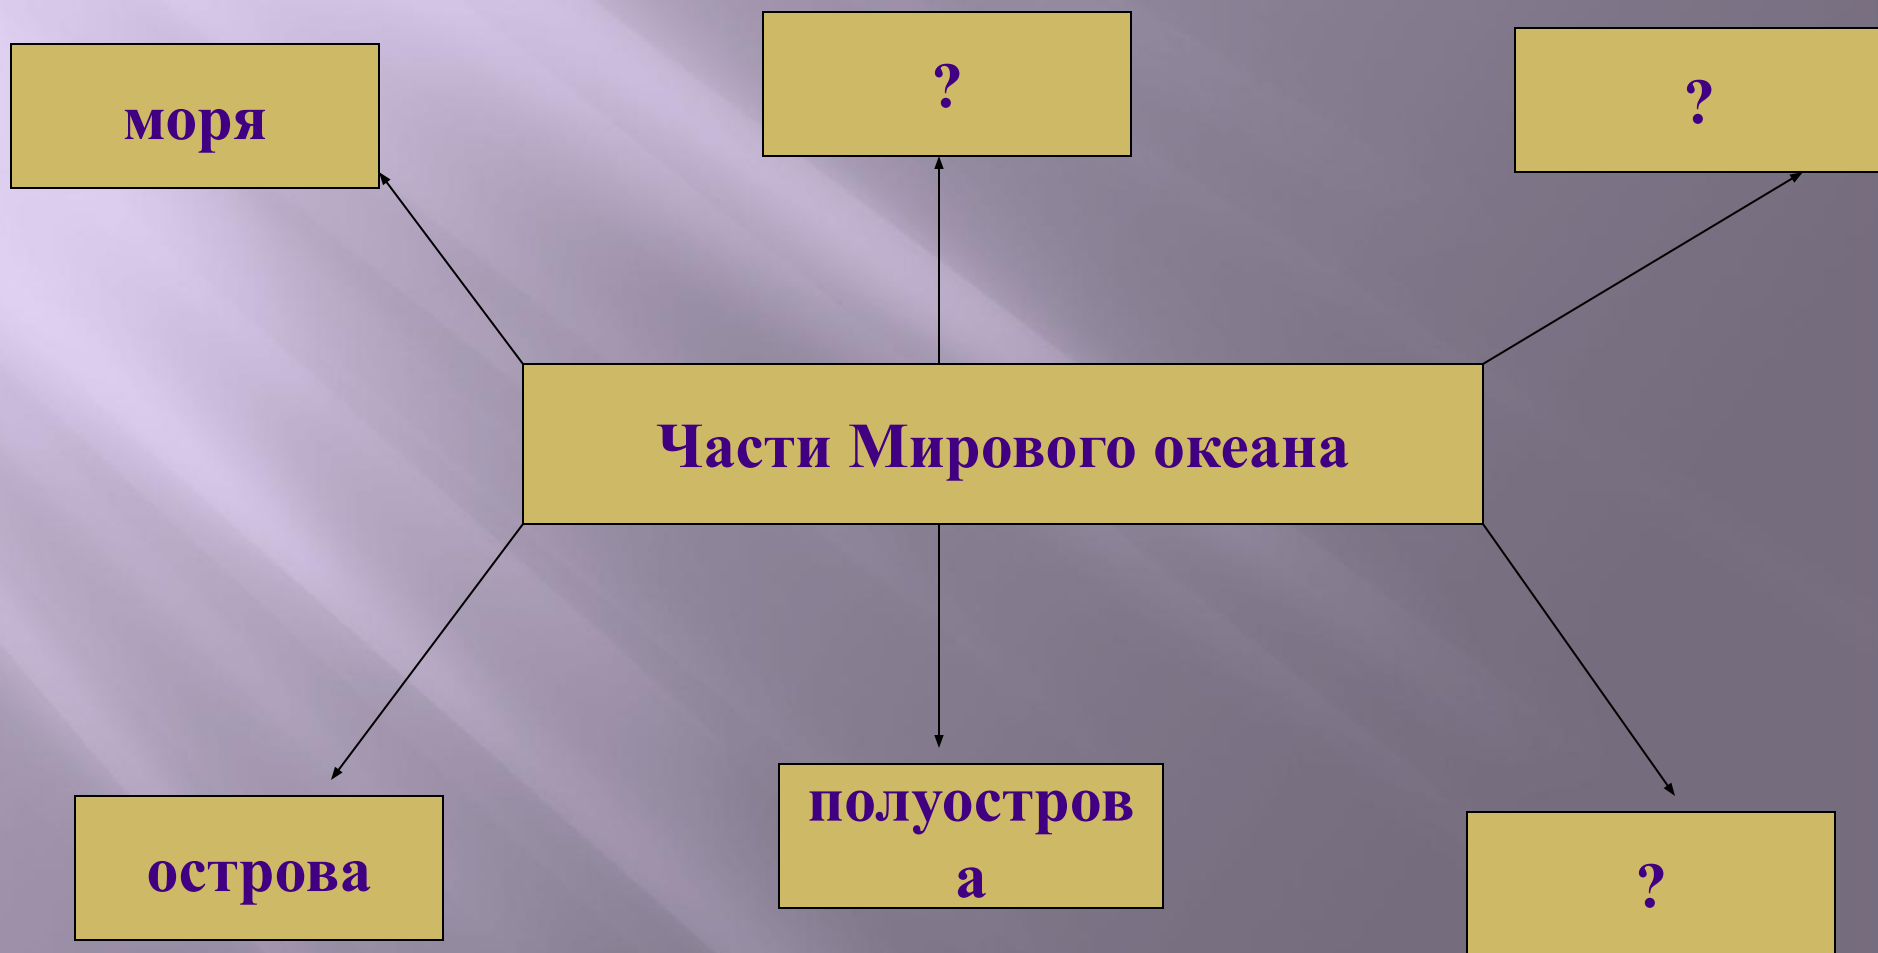 моря
?
?
Части Мирового океана
острова
полуостров
а
?